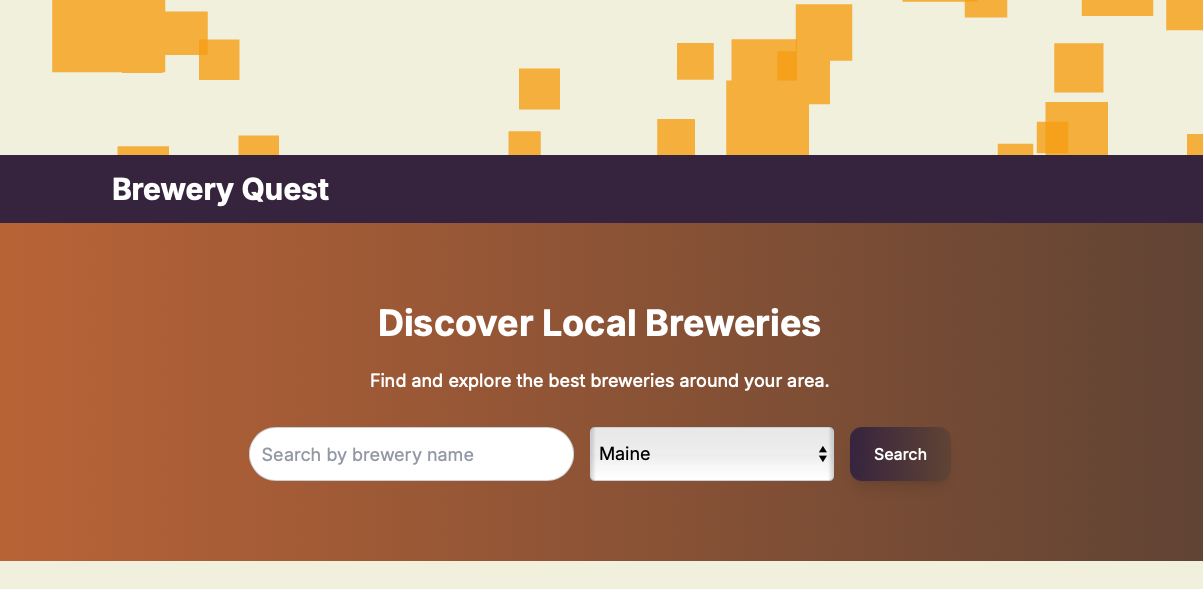 Brewery Quest
Discover Local Breweries
Find and explore the best breweries around your area.
Search by brewery name
Maine
Search